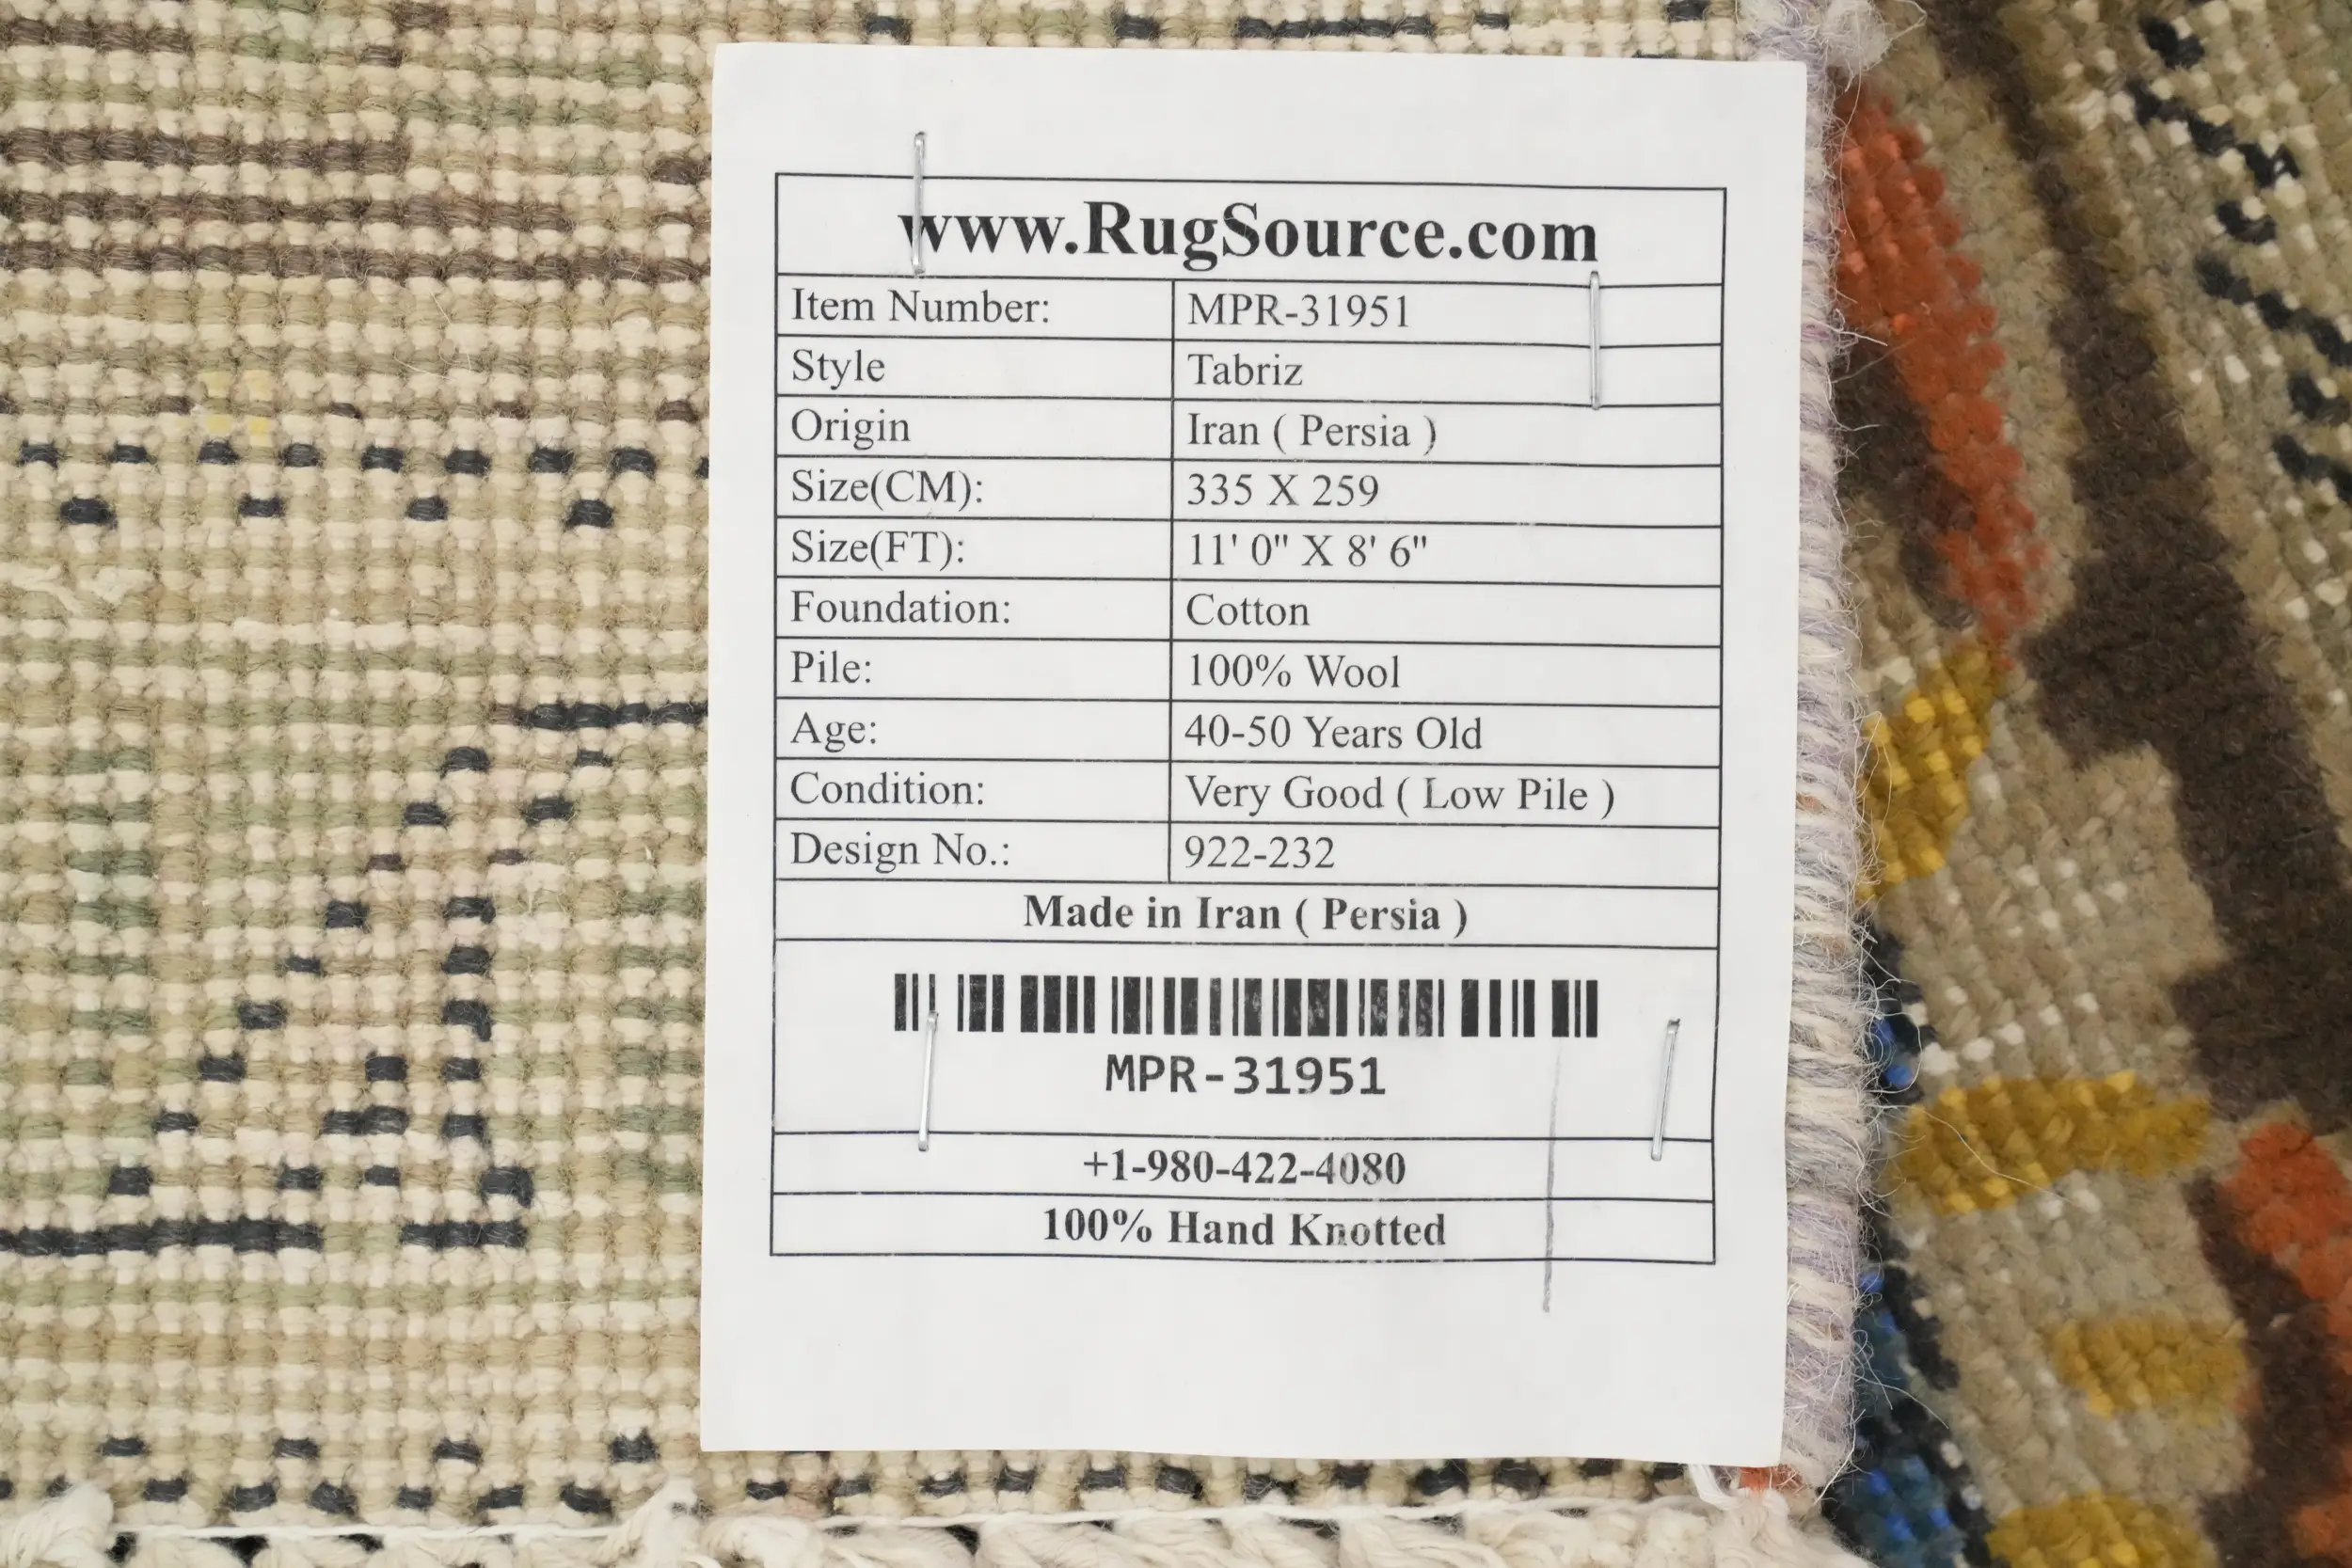 www.RugSource.com
Item Number: MPR-31951
Style Tabriz
Origin Iran ( Persia )
Size(CM): 335 X 259
Size(FT): 11' 0" X 8' 6"
Foundation: Cotton
Pile: 100% Wool
Age: 40-50 Years Old
Condition: Very Good ( Low Pile )
Design No.: 922-232
Made in Iran ( Persia )
MPR-31951
+1-980-422-4080
100% Hand Knotted